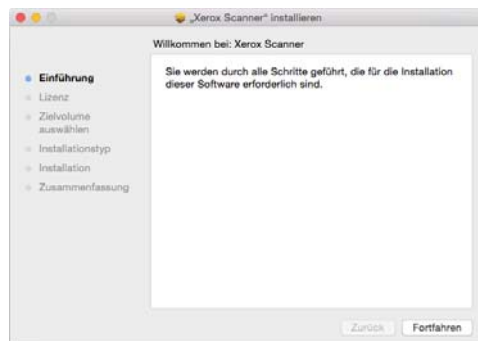 „Xerox Scanner“ installieren
Willkommen bei: Xerox Scanner
Einführung
Lizenz
Zielvolume
auswählen
Installationstyp
Installation
Zusammenfassung
Sie werden durch alle Schritte geführt, die für die Installation
dieser Software erforderlich sind.
Zurück
Fortfahren